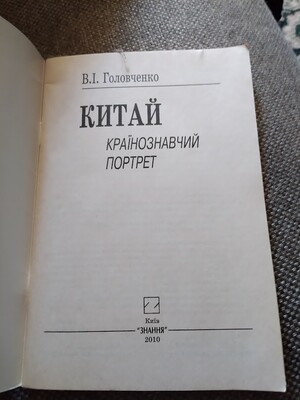 В.І. Головченко
КИТАЙ
КРАЇНОЗНАВЧИЙ
ПОРТРЕТ
Київ
"ЗНАННЯ"
2010